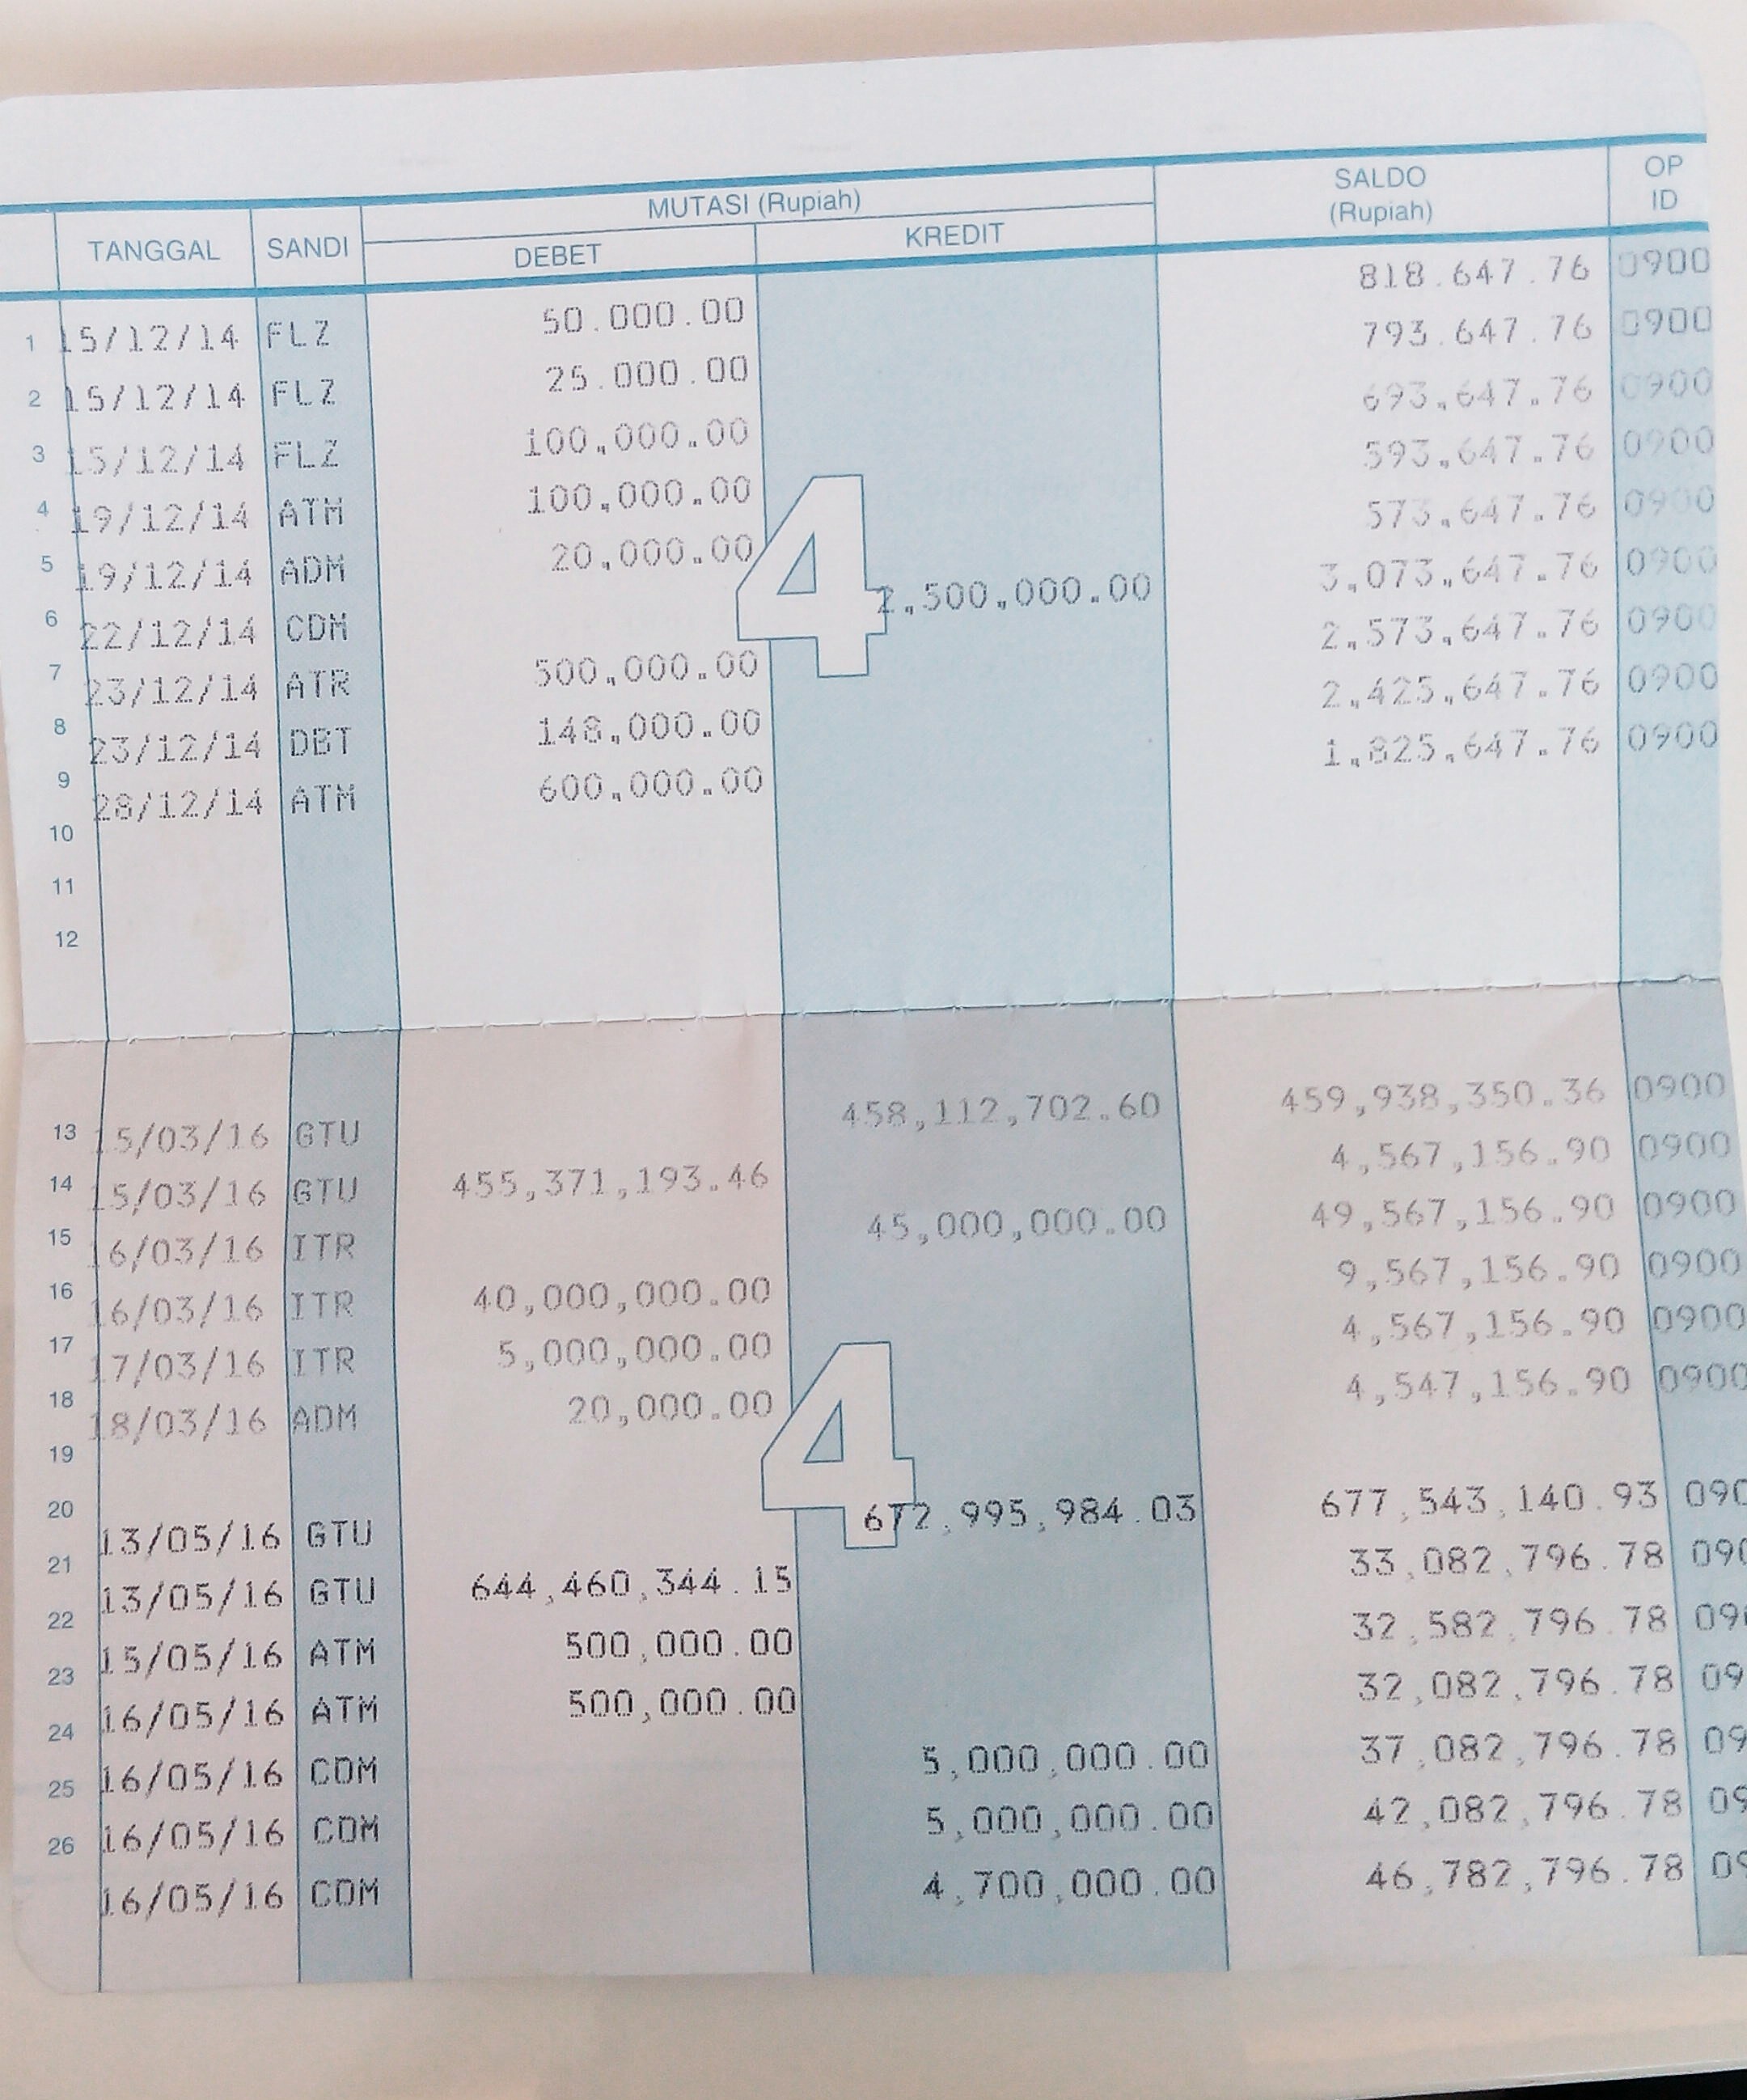 MUTASI (Rupiah) SALDO (Rupiah) OP ID
TANGGAL SANDI DEBET KREDIT
1 15/12/14 FLZ 50.000.00 818.647.76 0900
2 15/12/14 FLZ 25.000.00 793.647.76 0900
3 15/12/14 FLZ 100,000.00 693,647.76 0900
4 19/12/14 ATM 100,000.00 593,647.76 0900
5 19/12/14 ADM 20,000.00 573,647.76 0900
6 22/12/14 CDM 2,500,000.00 3,073,647.76 0900
7 23/12/14 ATR 500,000.00 2,573,647.76 0900
8 23/12/14 DBT 148,000.00 2,425,647.76 0900
9 28/12/14 ATM 600,000.00 1,825,647.76 0900
10
11
12
4
13 15/03/16 GTU 458,112,702.60 459,938,350.36 0900
14 15/03/16 GTU 455,371,193.46 4,567,156.90 0900
15 16/03/16 ITR 45,000,000.00 49,567,156.90 0900
16 16/03/16 ITR 40,000,000.00 9,567,156.90 0900
17 17/03/16 ITR 5,000,000.00 4,567,156.90 0900
18 18/03/16 ADM 20,000.00 4,547,156.90 0900
19
20 13/05/16 GTU 672,995,984.03 677,543,140.93 090
21 13/05/16 GTU 644,460,344.15 33,082,796.78 090
22 15/05/16 ATM 500,000.00 32,582,796.78 090
23 16/05/16 ATM 500,000.00 32,082,796.78 09
24 16/05/16 CDM 5,000,000.00 37,082,796.78 09
25 16/05/16 CDM 5,000,000.00 42,082,796.78 09
26 16/05/16 CDM 4,700,000.00 46,782,796.78 09
4